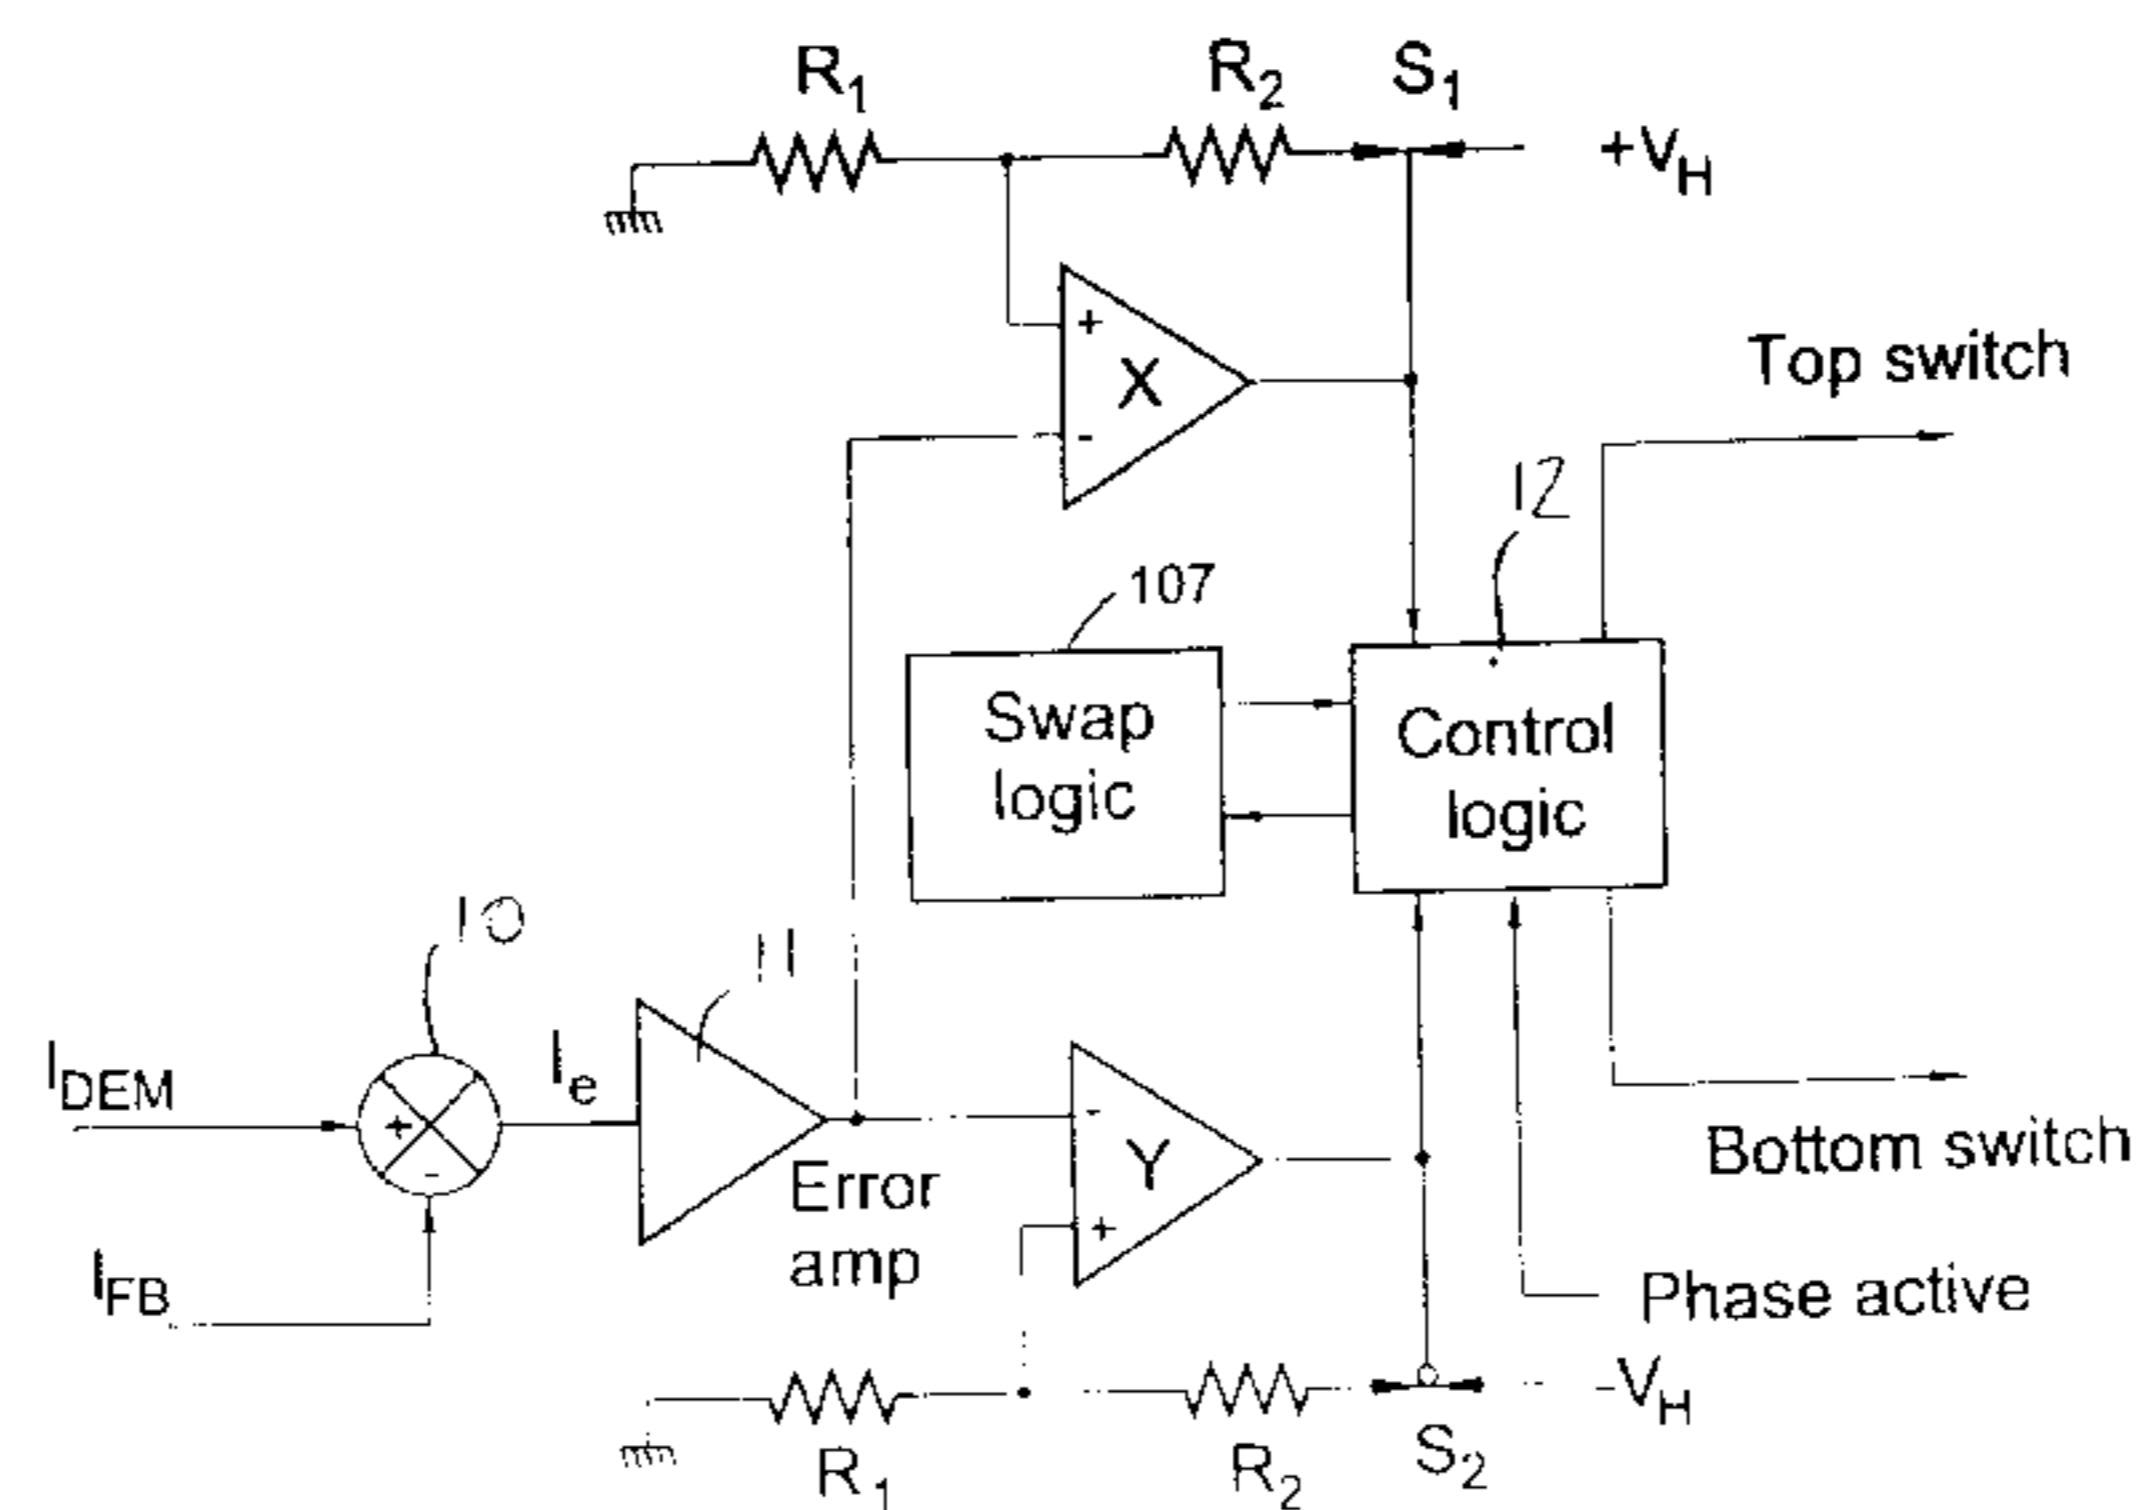 R1 R2 S1 +VH
+
X
-
Top switch
12
107
Swap
logic
Control
logic
10
11
IDEM
+
-
Ie
IFB
Error
amp
-
Y
+
Bottom switch
Phase active
-VH
R1 R2 S2